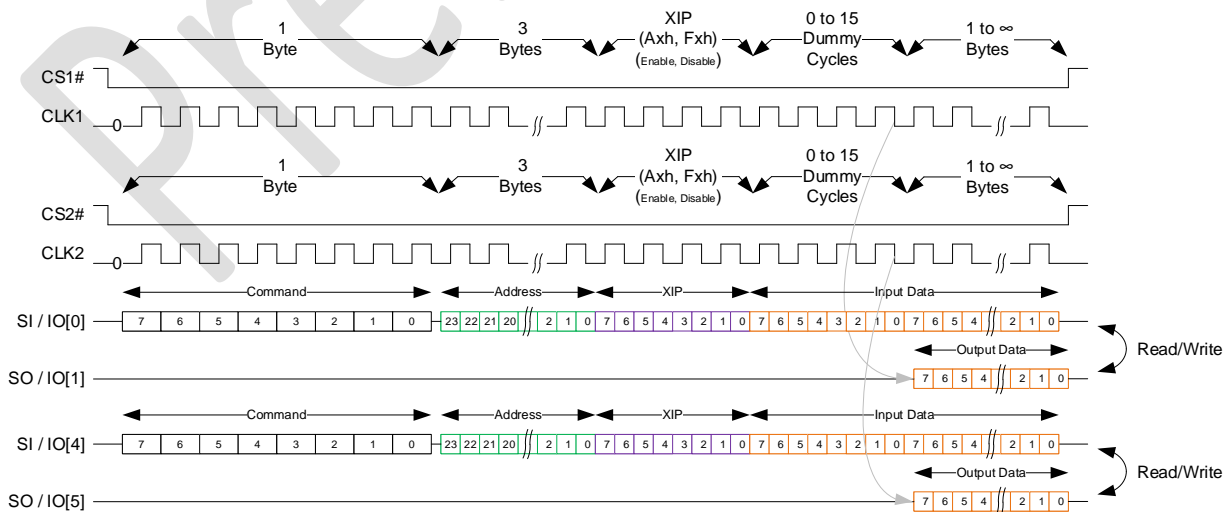 Pre
1
Byte
3
Bytes
XIP
(Axh, Fxh)
(Enable, Disable)
0 to 15
Dummy
Cycles
1 to ∞
Bytes
CS1#
CLK1
0
1
Byte
3
Bytes
XIP
(Axh, Fxh)
(Enable, Disable)
0 to 15
Dummy
Cycles
1 to ∞
Bytes
CS2#
CLK2
0
Command Address XIP Input Data
SI / IO[0] 7 6 5 4 3 2 1 0 23 22 21 20 2 1 0 7 6 5 4 3 2 1 0 7 6 5 4 3 2 1 0 7 6 5 4 2 1 0
Read/Write
Output Data
SO / IO[1] 7 6 5 4 2 1 0
Command Address XIP Input Data
SI / IO[4] 7 6 5 4 3 2 1 0 23 22 21 20 2 1 0 7 6 5 4 3 2 1 0 7 6 5 4 3 2 1 0 7 6 5 4 2 1 0
Read/Write
Output Data
SO / IO[5] 7 6 5 4 2 1 0